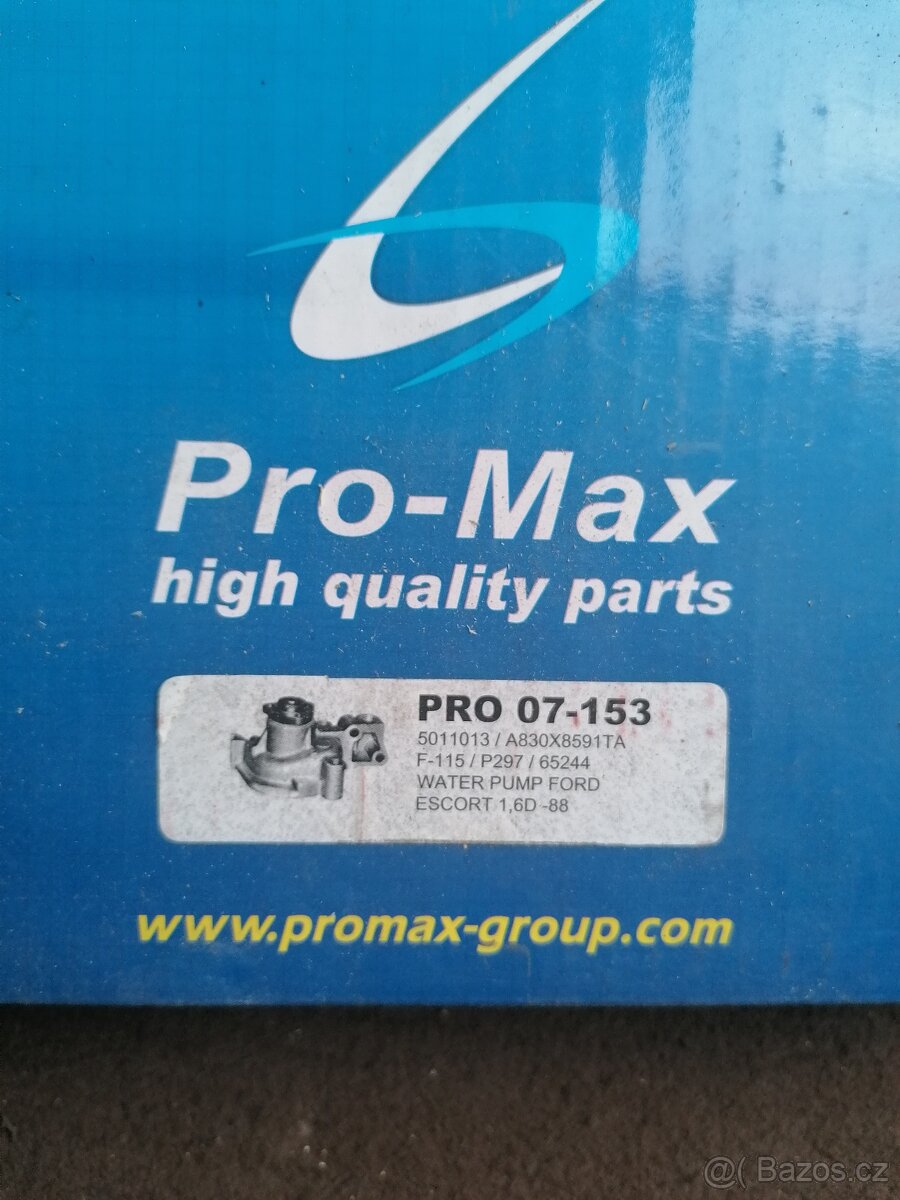 Pro-Max
high quality parts
PRO 07-153
5011013 / A830X8591TA
F-115 / P297 / 65244
WATER PUMP FORD
ESCORT 1,6D -88
www.promax-group.com
@( Bazoš.cz